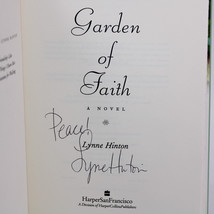 Garden
of
Faith
A NOVEL
Peace!
Lynne Hinton
Lynne Hinton
HarperSanFrancisco
A Division of HarperCollinsPublishers